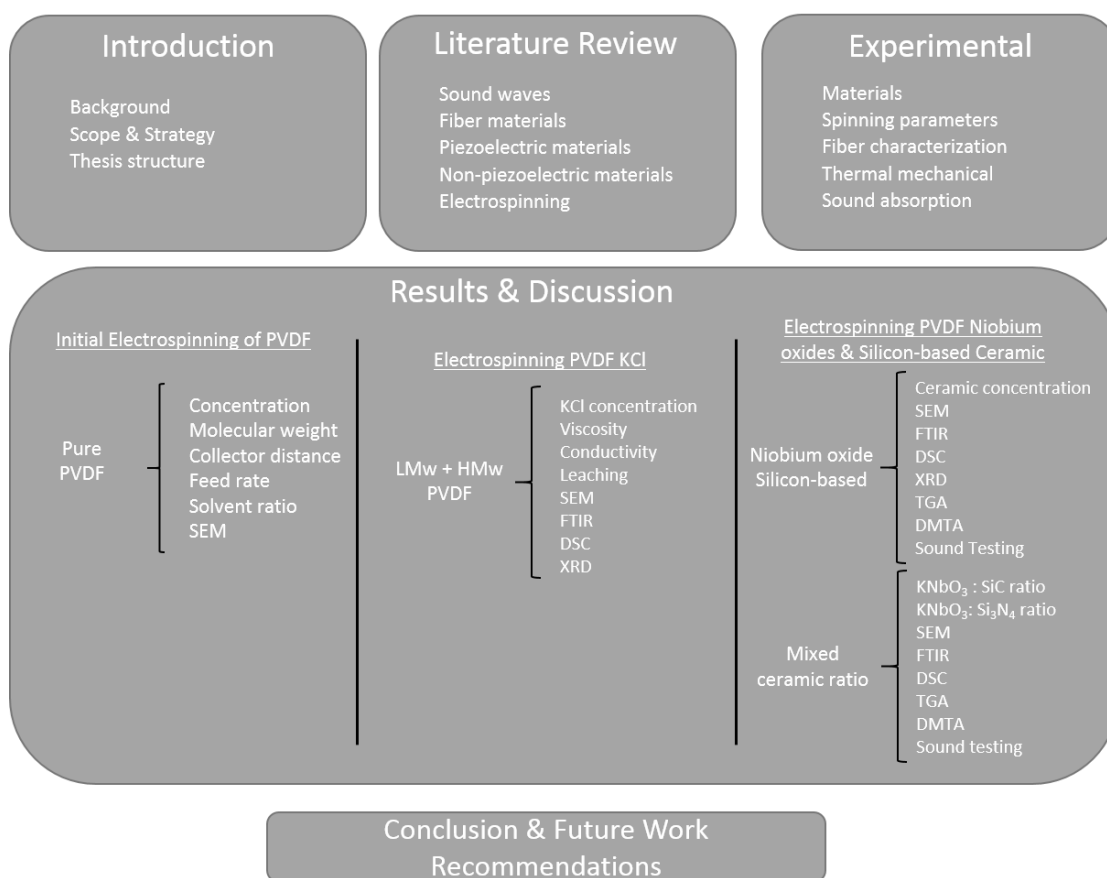 Introduction
Background
Scope & Strategy
Thesis structure
Literature Review
Sound waves
Fiber materials
Piezoelectric materials
Non-piezoelectric materials
Electrospinning
Experimental
Materials
Spinning parameters
Fiber characterization
Thermal mechanical
Sound absorption
Results & Discussion
Initial Electrospinning of PVDF
Pure
PVDF
Concentration
Molecular weight
Collector distance
Feed rate
Solvent ratio
SEM
Electrospinning PVDF KCl
LMw + HMw
PVDF
KCl concentration
Viscosity
Conductivity
Leaching
SEM
FTIR
DSC
XRD
Electrospinning PVDF Niobium
oxides & Silicon-based Ceramic
Niobium oxide
Silicon-based
Ceramic concentration
SEM
FTIR
DSC
XRD
TGA
DMTA
Sound Testing
Mixed
ceramic ratio
KNbO₃ : SiC ratio
KNbO₃: Si₃N₄ ratio
SEM
FTIR
DSC
TGA
DMTA
Sound testing
Conclusion & Future Work
Recommendations